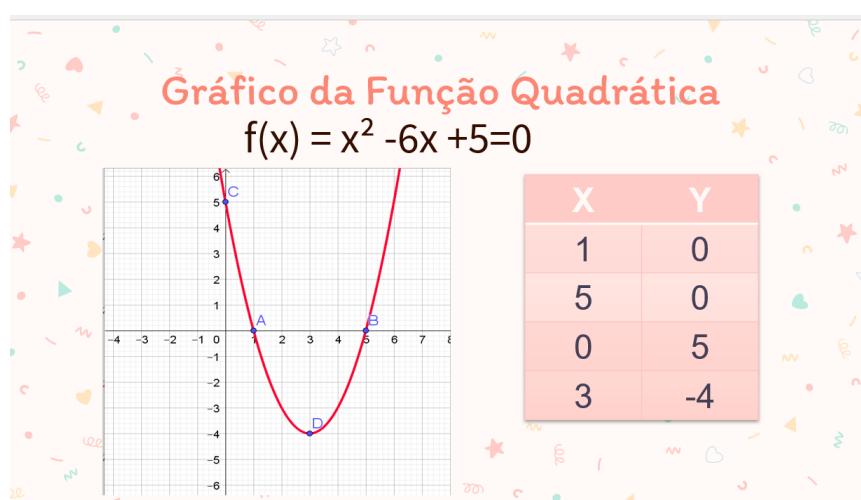 Gráfico da Função Quadrática
f(x) = x² -6x +5=0
X Y
1 0
5 0
0 5
3 -4
6
C
5
4
3
2
1
A
B
-4 -3 -2 -1 0 1 2 3 4 5 6 7 8
-1
-2
-3
D
-4
-5
-6